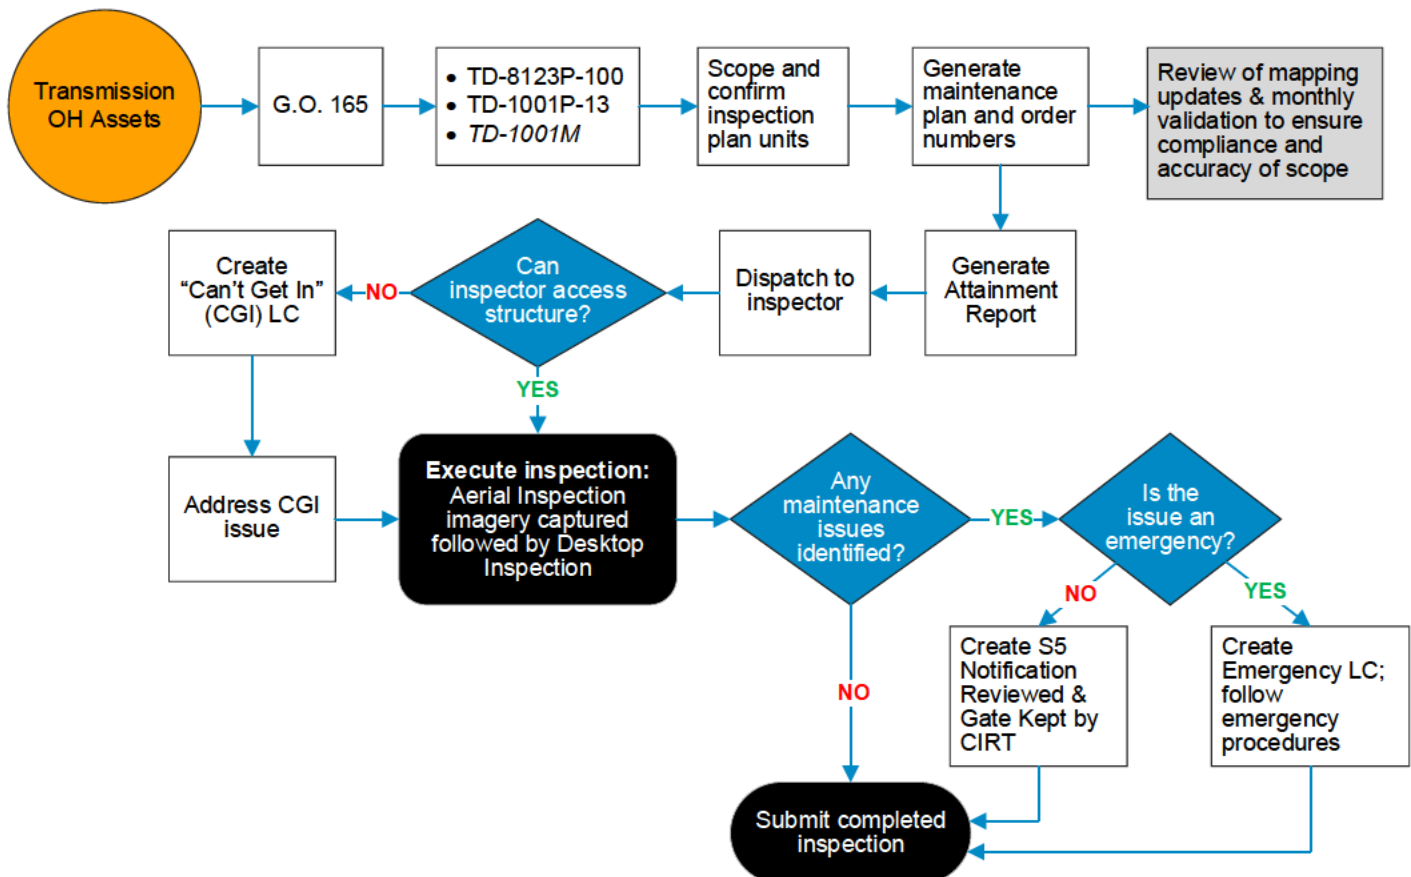 Transmission
OH Assets
G.O. 165
• TD-8123P-100
• TD-1001P-13
• TD-1001M
Scope and
confirm
inspection
plan units
Generate
maintenance
plan and order
numbers
Review of mapping
updates & monthly
validation to ensure
compliance and
accuracy of scope
Create
“Can’t Get In”
(CGI) LC
NO
Can
inspector access
structure?
Dispatch to
inspector
Generate
Attainment
Report
YES
Address CGI
issue
Execute inspection:
Aerial Inspection
imagery captured
followed by Desktop
Inspection
Any
maintenance
issues
identified?
YES
Is the
issue an
emergency?
NO
YES
NO
Create S5
Notification
Reviewed &
Gate Kept by
CIRT
Create
Emergency LC;
follow
emergency
procedures
Submit completed
inspection